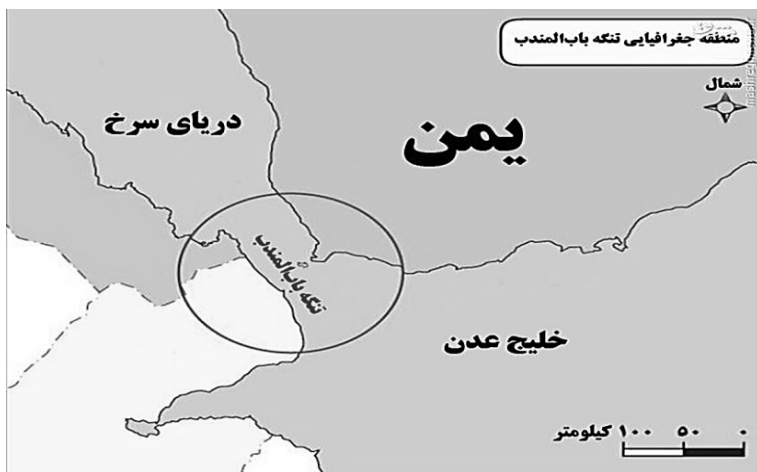 منطقه جغرافیایی تنگه باب‌المندب
شمال
یمن
دریای سرخ
تنگه باب‌المندب
خلیج عدن
۱۰۰ ۵۰ ۰ کیلومتر